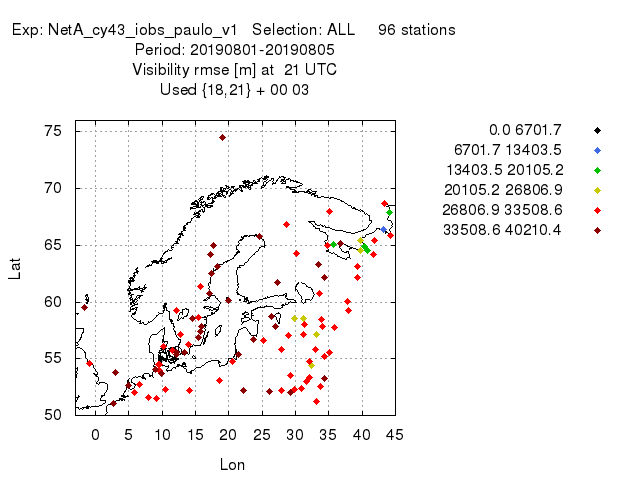 Exp: NetA_cy43_iobs_paulo_v1   Selection: ALL     96 stations
Period: 20190801-20190805
Visibility rmse [m] at  21 UTC
Used {18,21} + 00 03
75
70
65
60
55
50
Lat
0 5 10 15 20 25 30 35 40 45
Lon
0.0 6701.7
6701.7 13403.5
13403.5 20105.2
20105.2 26806.9
26806.9 33508.6
33508.6 40210.4